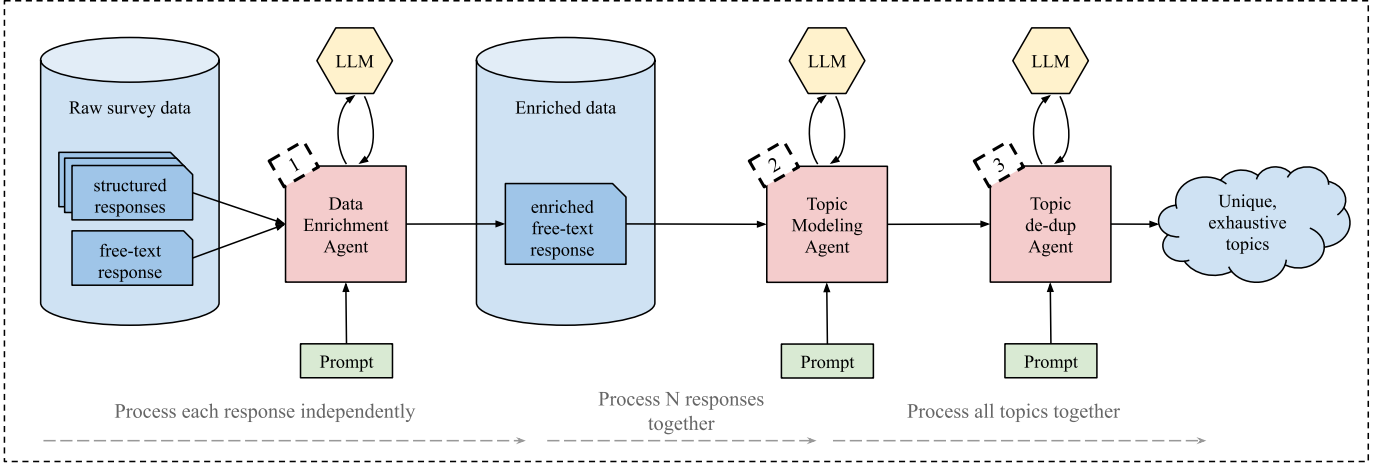 Raw survey data
structured
responses
free-text
response
LLM
1
Data
Enrichment
Agent
Prompt
Enriched data
enriched
free-text
response
LLM
2
Topic
Modeling
Agent
Prompt
LLM
3
Topic
de-dup
Agent
Prompt
Unique,
exhaustive
topics
Process each response independently
Process N responses
together
Process all topics together